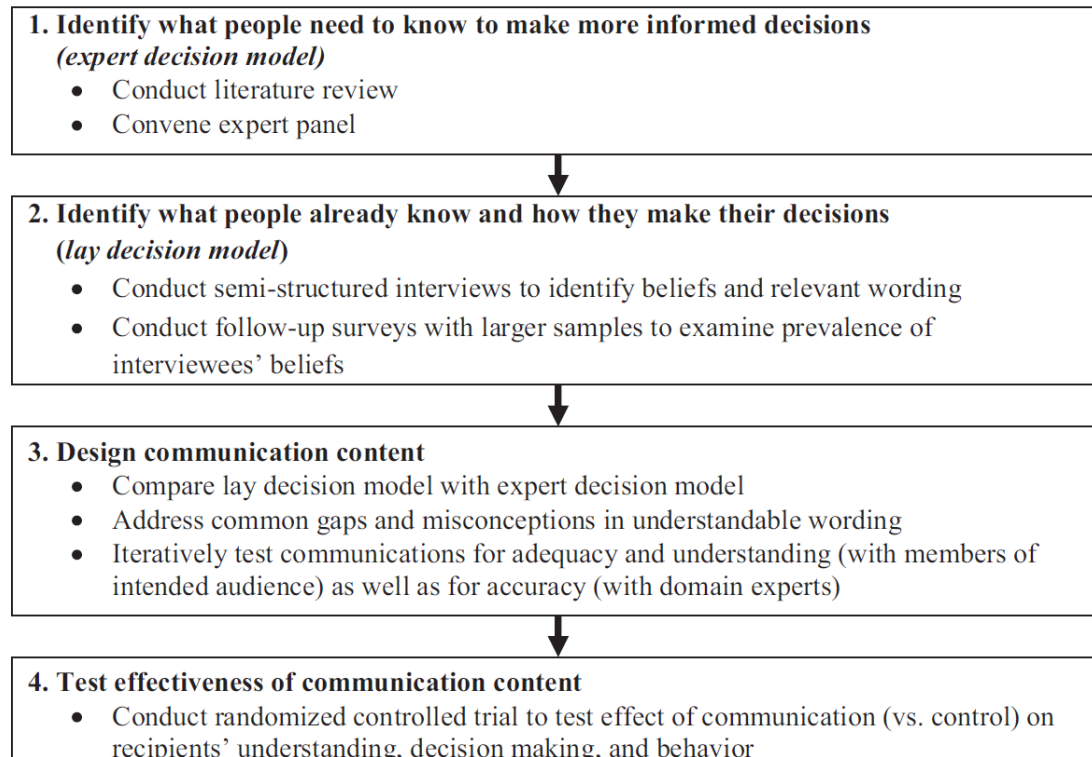 1. Identify what people need to know to make more informed decisions
(expert decision model)
• Conduct literature review
• Convene expert panel
2. Identify what people already know and how they make their decisions
(lay decision model)
• Conduct semi-structured interviews to identify beliefs and relevant wording
• Conduct follow-up surveys with larger samples to examine prevalence of
interviewees’ beliefs
3. Design communication content
• Compare lay decision model with expert decision model
• Address common gaps and misconceptions in understandable wording
• Iteratively test communications for adequacy and understanding (with members of
intended audience) as well as for accuracy (with domain experts)
4. Test effectiveness of communication content
• Conduct randomized controlled trial to test effect of communication (vs. control) on
recipients’ understanding, decision making, and behavior